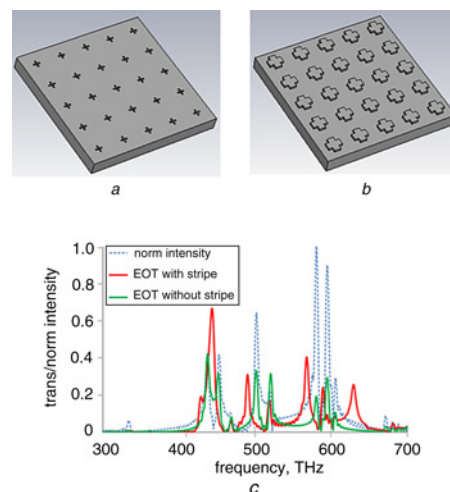 a
b
trans/norm intensity
1.0
0.8
0.6
0.4
0.2
0
norm intensity
EOT with stripe
EOT without stripe
300
400
500
600
700
frequency, THz
c